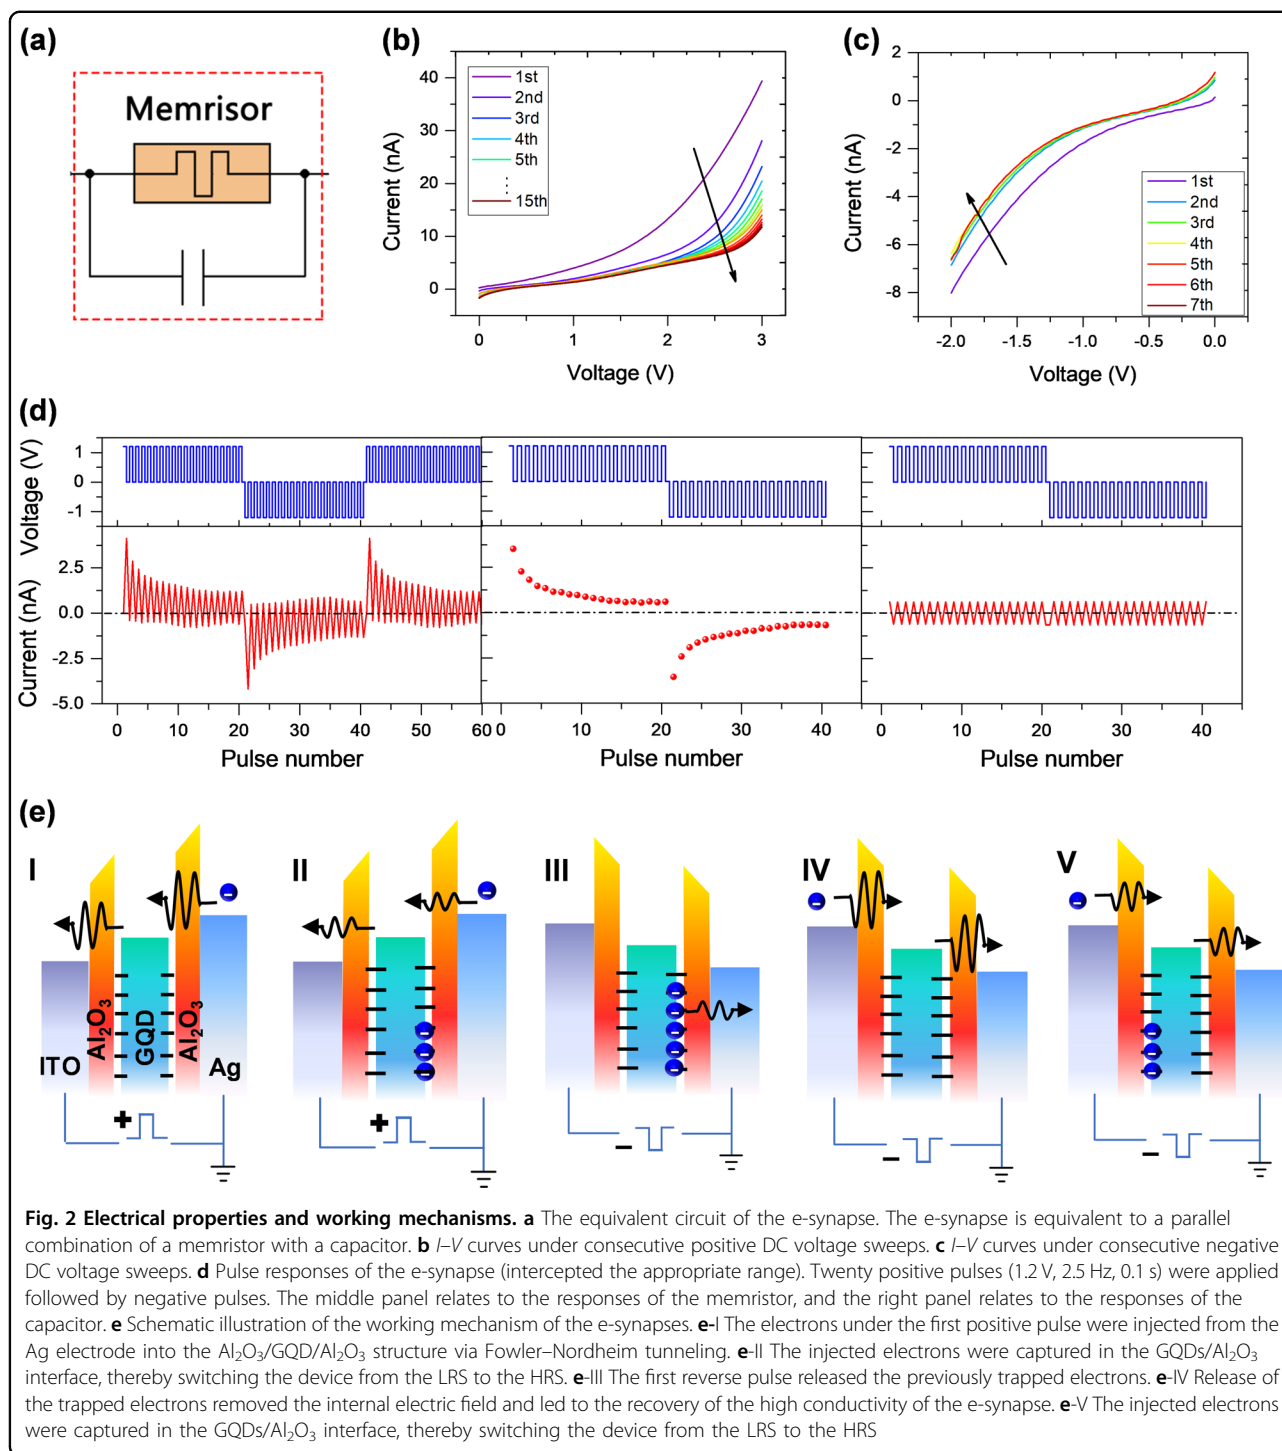 (a)
Memrisor
(b)
Current (nA)
40
30
20
10
0
1st
2nd
3rd
4th
5th
⋮
15th
0 1 2 3
Voltage (V)
(c)
Current (nA)
2
0
-2
-4
-6
-8
1st
2nd
3rd
4th
5th
6th
7th
-2.0 -1.5 -1.0 -0.5 0.0
Voltage (V)
(d)
Voltage (V)
1
0
-1
Current (nA)
2.5
0.0
-2.5
-5.0
0 10 20 30 40 50 60
Pulse number
0 20 40
Pulse number
0 10 20 30 40
Pulse number
(e)
I
ITO
Al₂O₃
GQD
Al₂O₃
Ag
+
II
+
III
−
IV
−
V
−
Fig. 2 Electrical properties and working mechanisms. a The equivalent circuit of the e-synapse. The e-synapse is equivalent to a parallel
combination of a memristor with a capacitor. b I–V curves under consecutive positive DC voltage sweeps. c I–V curves under consecutive negative
DC voltage sweeps. d Pulse responses of the e-synapse (intercepted the appropriate range). Twenty positive pulses (1.2 V, 2.5 Hz, 0.1 s) were applied
followed by negative pulses. The middle panel relates to the responses of the memristor, and the right panel relates to the responses of the
capacitor. e Schematic illustration of the working mechanism of the e-synapses. e-I The electrons under the first positive pulse were injected from the
Ag electrode into the Al₂O₃/GQD/Al₂O₃ structure via Fowler–Nordheim tunneling. e-II The injected electrons were captured in the GQDs/Al₂O₃
interface, thereby switching the device from the LRS to the HRS. e-III The first reverse pulse released the previously trapped electrons. e-IV Release of
the trapped electrons removed the internal electric field and led to the recovery of the high conductivity of the e-synapse. e-V The injected electrons
were captured in the GQDs/Al₂O₃ interface, thereby switching the device from the LRS to the HRS